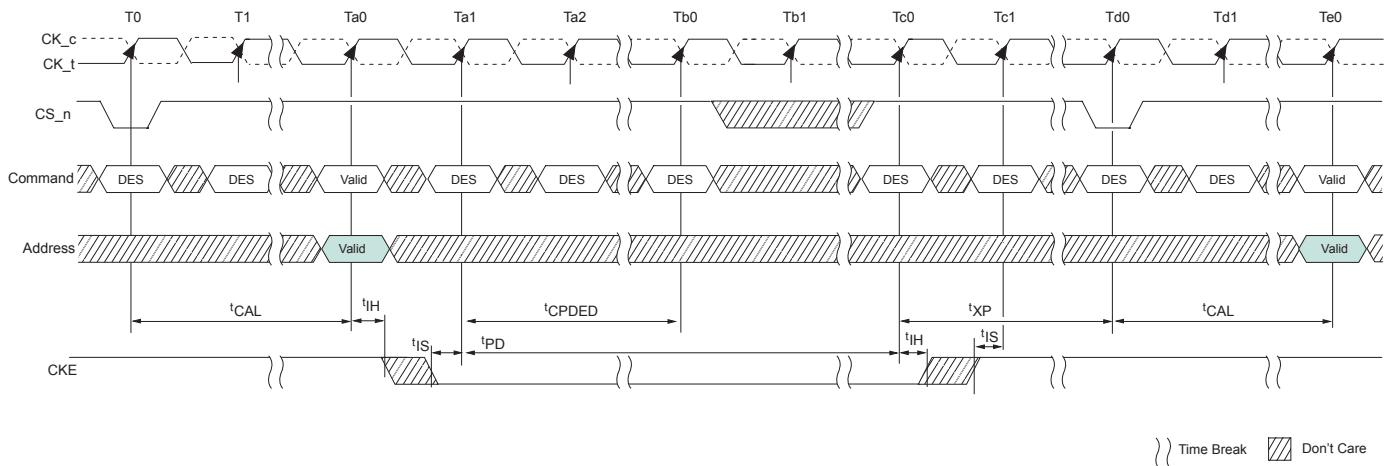 T0 T1 Ta0 Ta1 Ta2 Tb0 Tb1 Tc0 Tc1 Td0 Td1 Te0
CK_c
CK_t
CS_n
Command DES DES Valid DES DES DES DES DES DES DES Valid
Address Valid Valid
tCAL tIH tCPDED tXP tCAL
tIS tPD tIH tIS
CKE
Time Break Don't Care